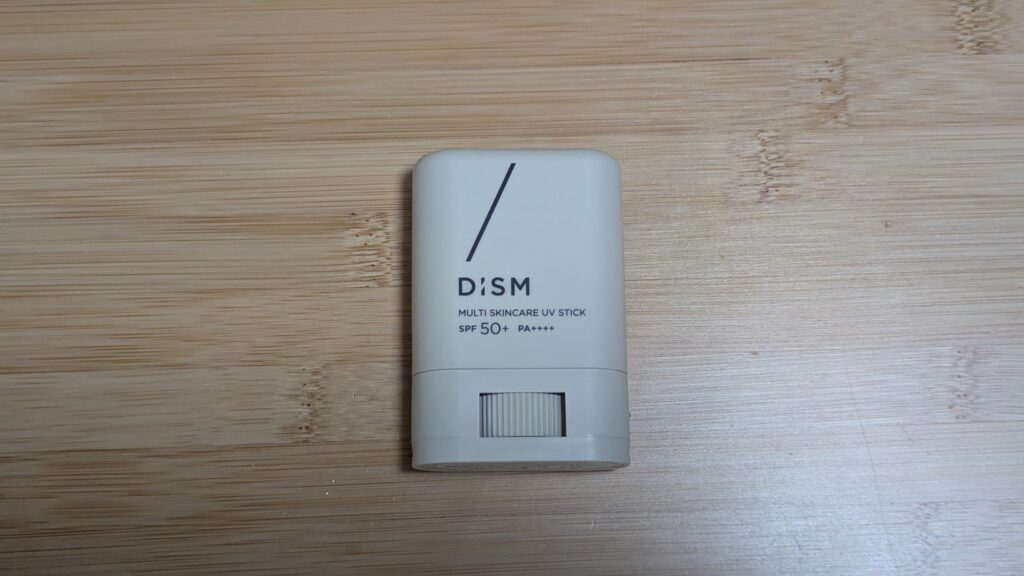 DISM
MULTI SKINCARE UV STICK
SPF 50+ PA++++